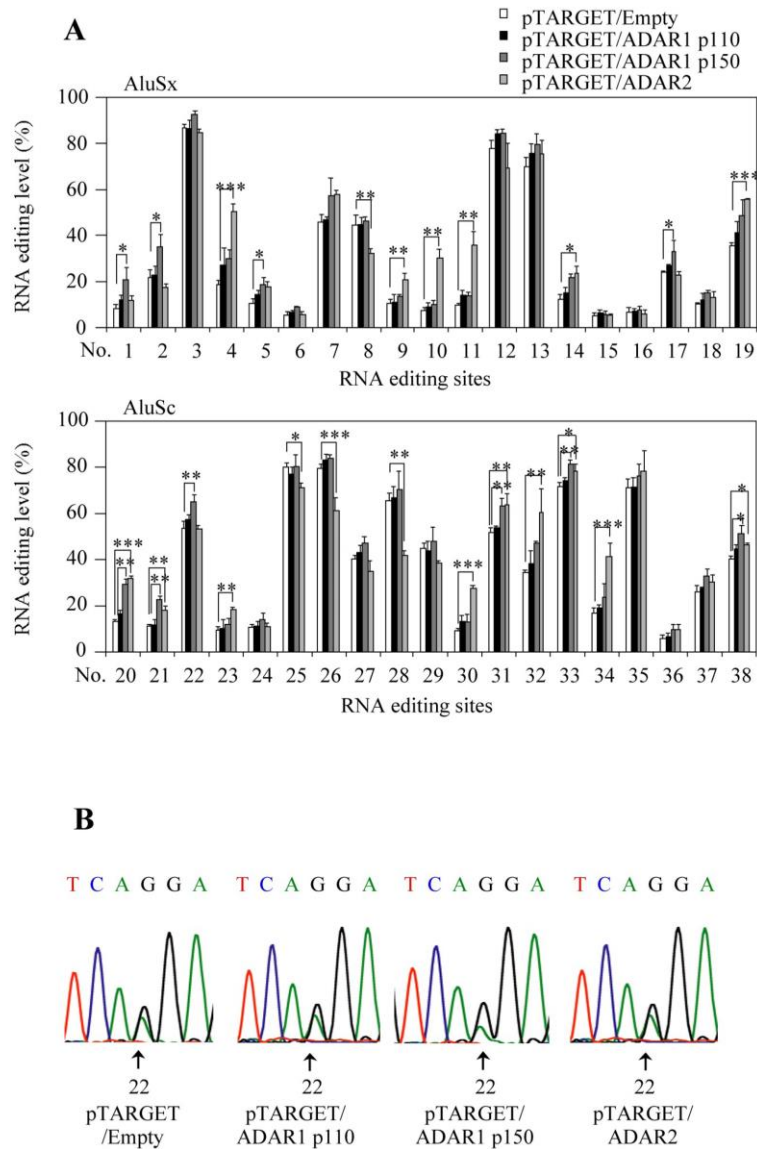 A
pTARGET/Empty
pTARGET/ADAR1 p110
pTARGET/ADAR1 p150
pTARGET/ADAR2
AluSx
RNA editing level (%)
100
80
60
40
20
0
* * *** * ** ** ** ** * * ***
No. 1 2 3 4 5 6 7 8 9 10 11 12 13 14 15 16 17 18 19
RNA editing sites
AluSc
RNA editing level (%)
100
80
60
40
20
0
*** ** ** ** ** ** * *** ** *** ** ** ** * ** *** * *
No. 20 21 22 23 24 25 26 27 28 29 30 31 32 33 34 35 36 37 38
RNA editing sites
B
T C A G G A T C A G G A T C A G G A T C A G G A
22 22 22 22
pTARGET pTARGET/ pTARGET/ pTARGET/
/Empty ADAR1 p110 ADAR1 p150 ADAR2